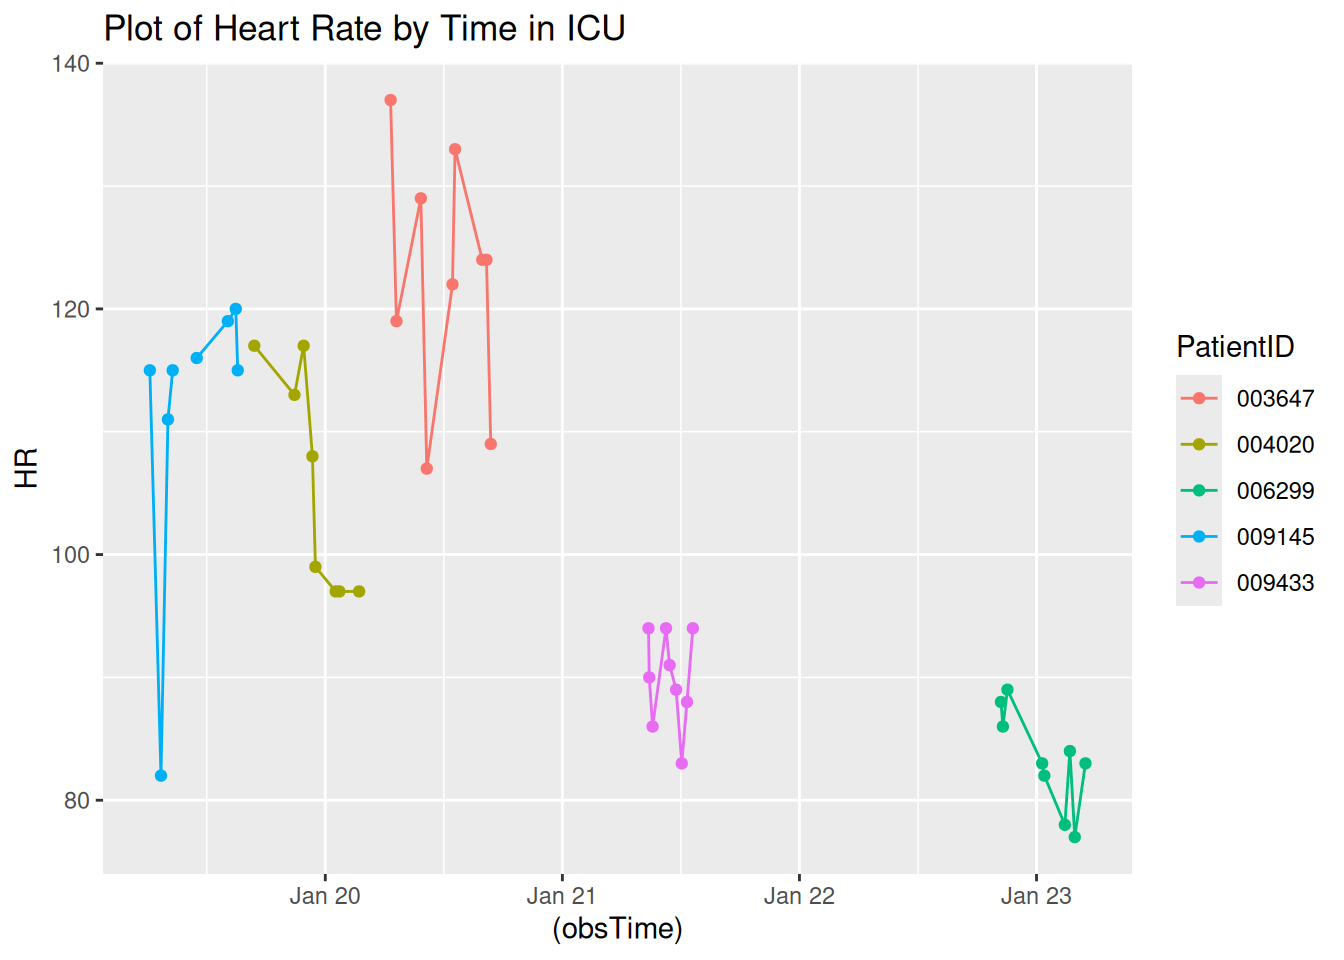 Plot of Heart Rate by Time in ICU
140
120
100
80
HR
Jan 20
Jan 21
Jan 22
Jan 23
(obsTime)
PatientID
003647
004020
006299
009145
009433